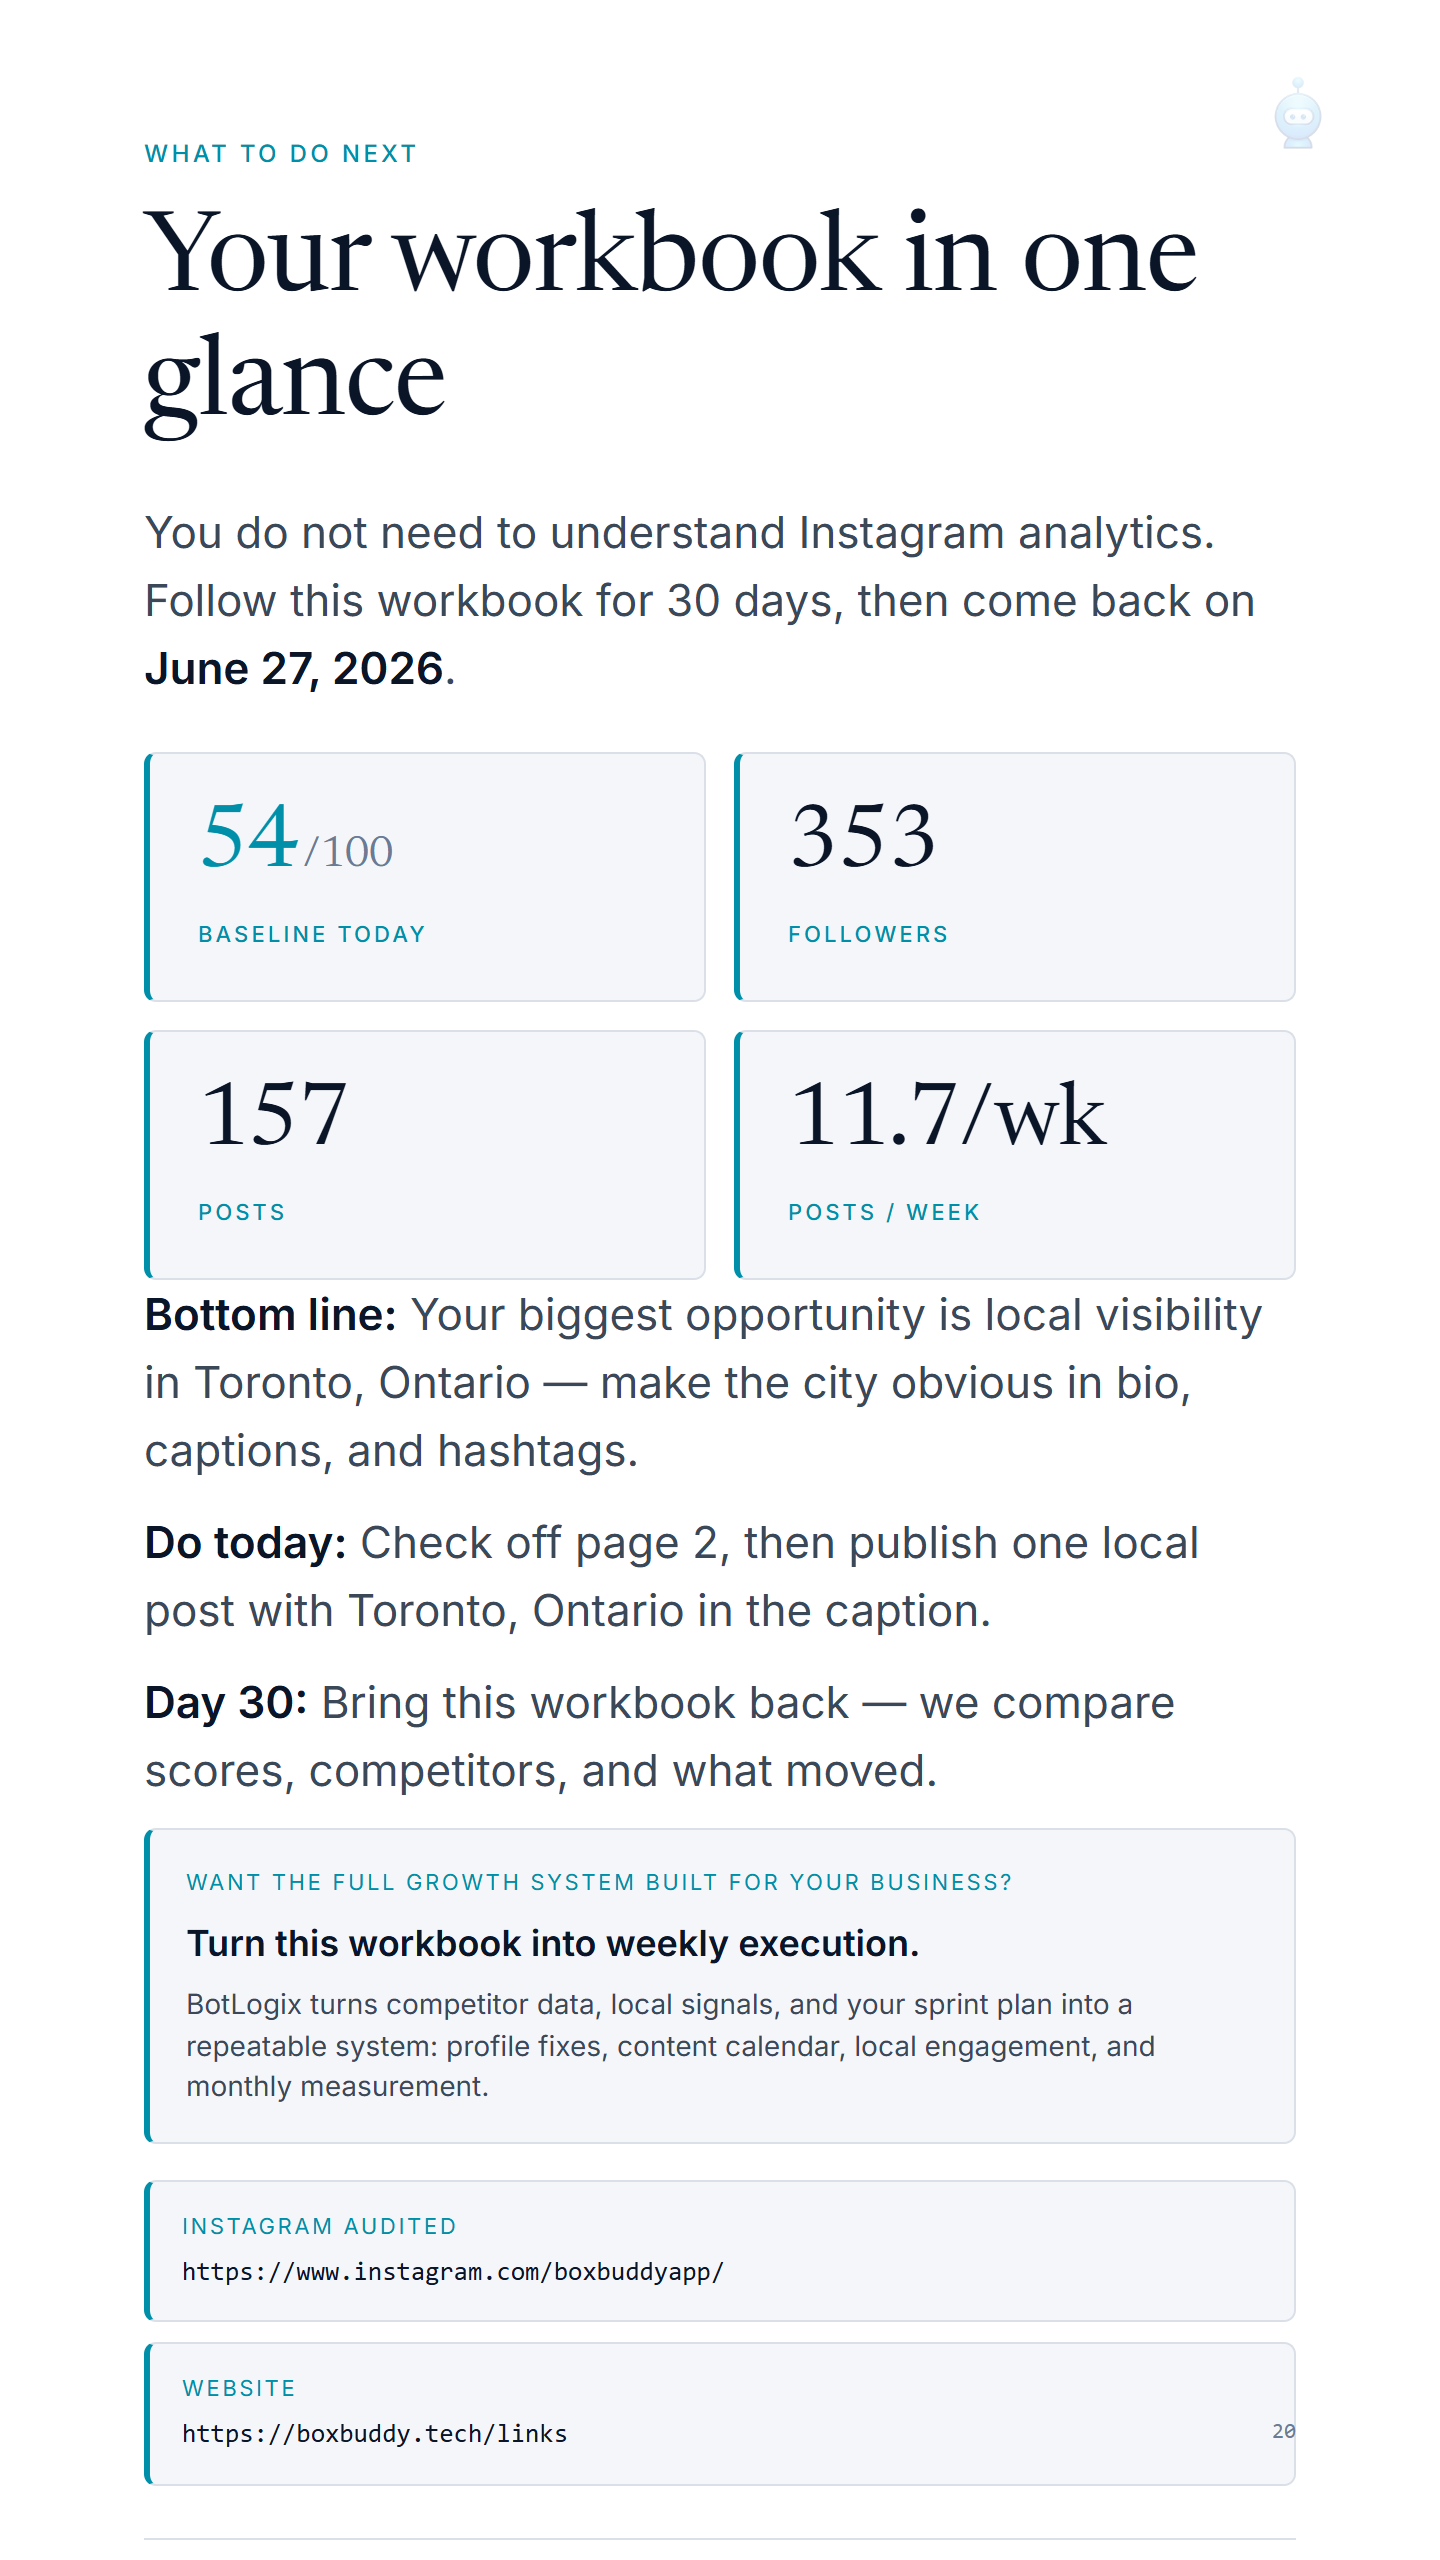 WHAT TO DO NEXT
Your workbook in one
glance
You do not need to understand Instagram analytics.
Follow this workbook for 30 days, then come back on
June 27, 2026.
54/100
BASELINE TODAY
353
FOLLOWERS
157
POSTS
11.7/wk
POSTS / WEEK
Bottom line: Your biggest opportunity is local visibility
in Toronto, Ontario — make the city obvious in bio,
captions, and hashtags.
Do today: Check off page 2, then publish one local
post with Toronto, Ontario in the caption.
Day 30: Bring this workbook back — we compare
scores, competitors, and what moved.
WANT THE FULL GROWTH SYSTEM BUILT FOR YOUR BUSINESS?
Turn this workbook into weekly execution.
BotLogix turns competitor data, local signals, and your sprint plan into a
repeatable system: profile fixes, content calendar, local engagement, and
monthly measurement.
INSTAGRAM AUDITED
https://www.instagram.com/boxbuddyapp/
WEBSITE
https://boxbuddy.tech/links
20